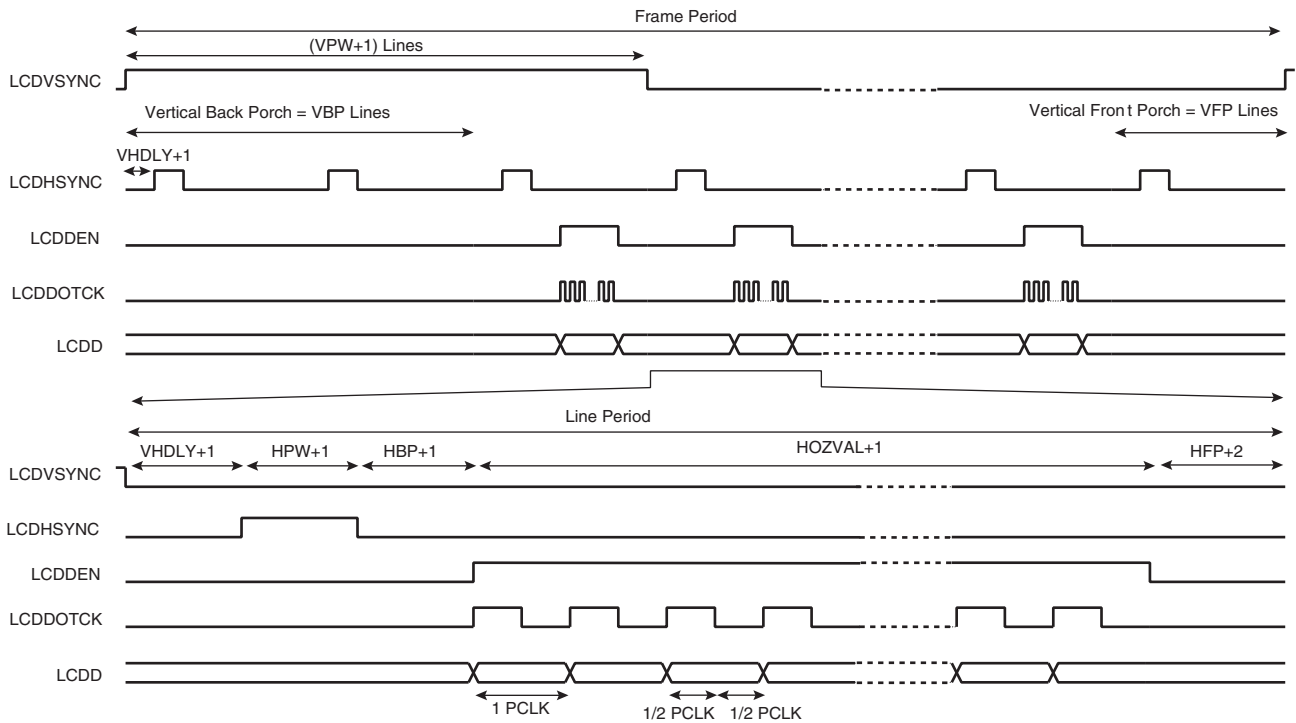 Frame Period
(VPW+1) Lines
LCDVSYNC
Vertical Back Porch = VBP Lines
Vertical Front Porch = VFP Lines
VHDLY+1
LCDHSYNC
LCDDEN
LCDDOTCK
LCDD
Line Period
VHDLY+1
HPW+1
HBP+1
HOZVAL+1
HFP+2
LCDVSYNC
LCDHSYNC
LCDDEN
LCDDOTCK
LCDD
1 PCLK
1/2 PCLK
1/2 PCLK